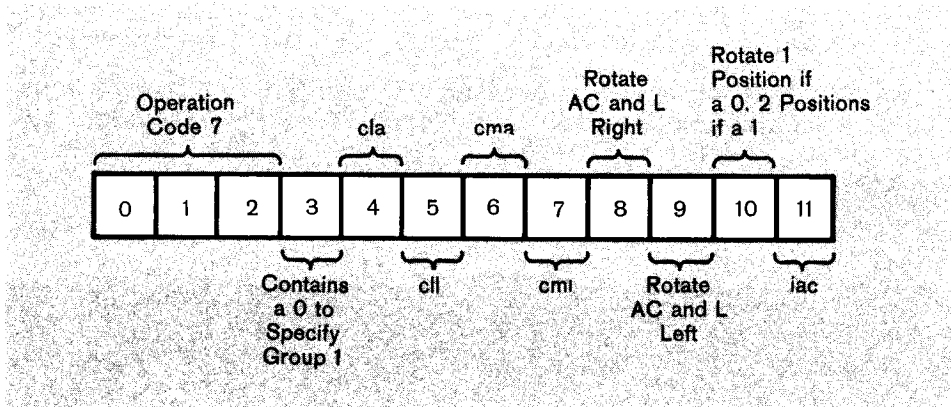 Operation
Code 7
cla
cma
Rotate
AC and L
Right
Rotate 1
Position if
a 0. 2 Positions
if a 1
0 1 2 3 4 5 6 7 8 9 10 11
Contains
a 0 to
Specify
Group 1
cll
cml
Rotate
AC and L
Left
iac